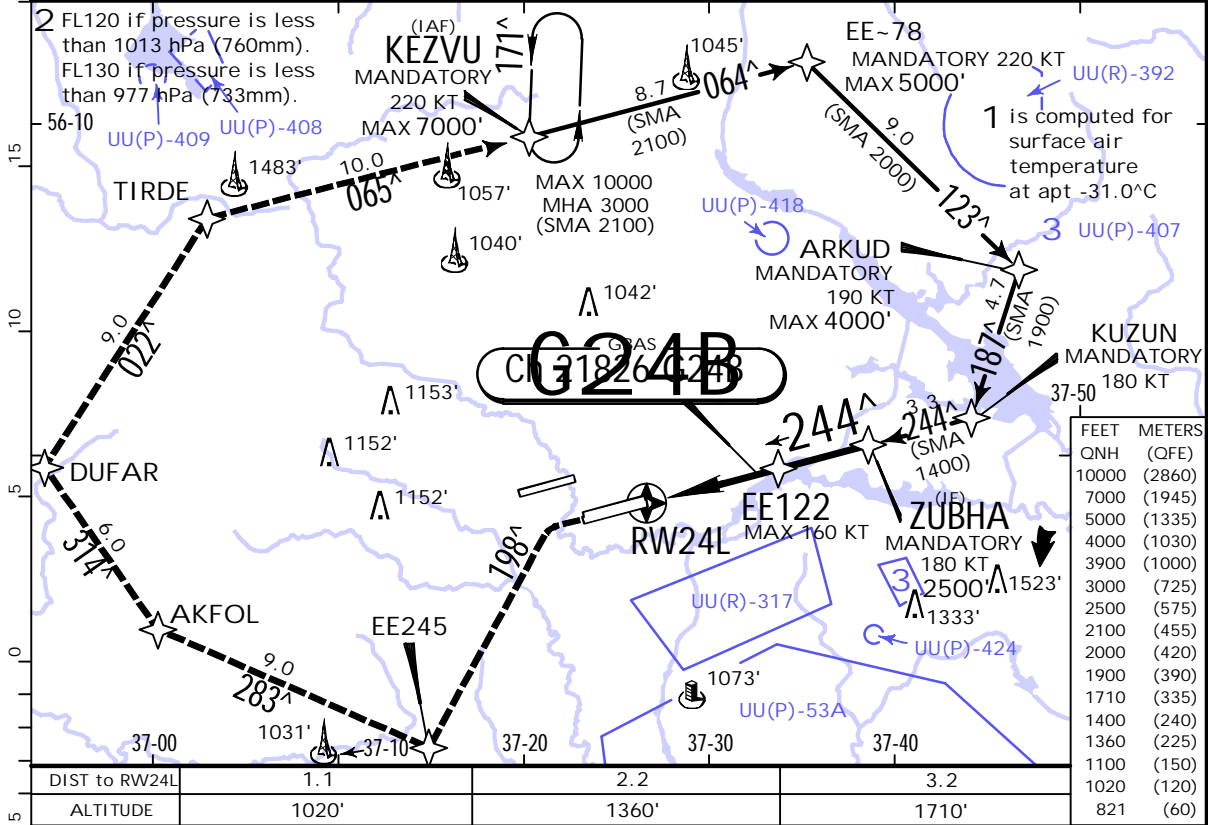 2 FL120 if pressure is less
than 1013 hPa (760mm).
FL130 if pressure is less
than 977 hPa (733mm).
(IAF)
KEZVU
MANDATORY
220 KT
MAX 7000'
171^
1045'
8.7
064^
(SMA
2100)
EE~78
MANDATORY 220 KT
MAX 5000'
UU(R)-392
1 is computed for
surface air
temperature
at apt -31.0^C
56-10
UU(P)-409
UU(P)-408
(SMA 2000)
9.0
123^
15
1483'
10.0
065^
1057'
TIRDE
MAX 10000
MHA 3000
(SMA 2100)
UU(P)-418
3 UU(P)-407
1040'
ARKUD
MANDATORY
190 KT
MAX 4000'
4.7
(SMA
1900)
187^
1042'
10
9.0
022^
GBAS
Ch 21826 G24B
G24B
KUZUN
MANDATORY
180 KT
37-50
1153'
244^
3.3
244^
(SMA
1400)
1152'
DUFAR
5
1152'
EE122
MAX 160 KT
RW24L
(IF)
ZUBHA
MANDATORY
180 KT
2500'
3
1523'
1333'
6.0
314^
198^
UU(R)-317
UU(P)-424
AKFOL
EE245
0
9.0
283^
1073'
UU(P)-53A
1031'
37-00
37-10
37-20
37-30
37-40
FEET METERS
QNH (QFE)
10000 (2860)
7000 (1945)
5000 (1335)
4000 (1030)
3900 (1000)
3000 (725)
2500 (575)
2100 (455)
2000 (420)
1900 (390)
1710 (335)
1400 (240)
1360 (225)
1100 (150)
1020 (120)
821 (60)
DIST to RW24L 1.1 2.2 3.2
ALTITUDE 1020' 1360' 1710'
5